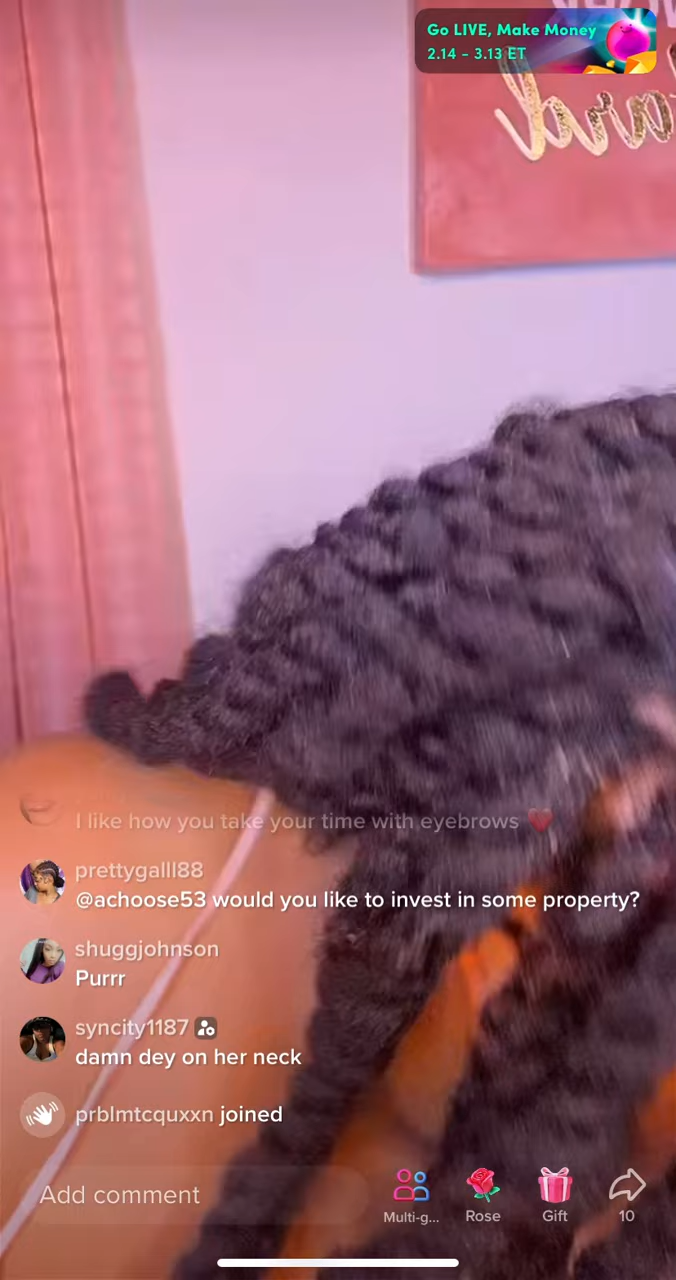 Go LIVE, Make Money
2.14 - 3.13 ET
I like how you take your time with eyebrows ❤️
prettygalll88
@achoose53 would you like to invest in some property?
shuggjohnson
Purrr
syncity1187
damn dey on her neck
prblmtcquxxn joined
Add comment
Multi-g...
Rose
Gift
10